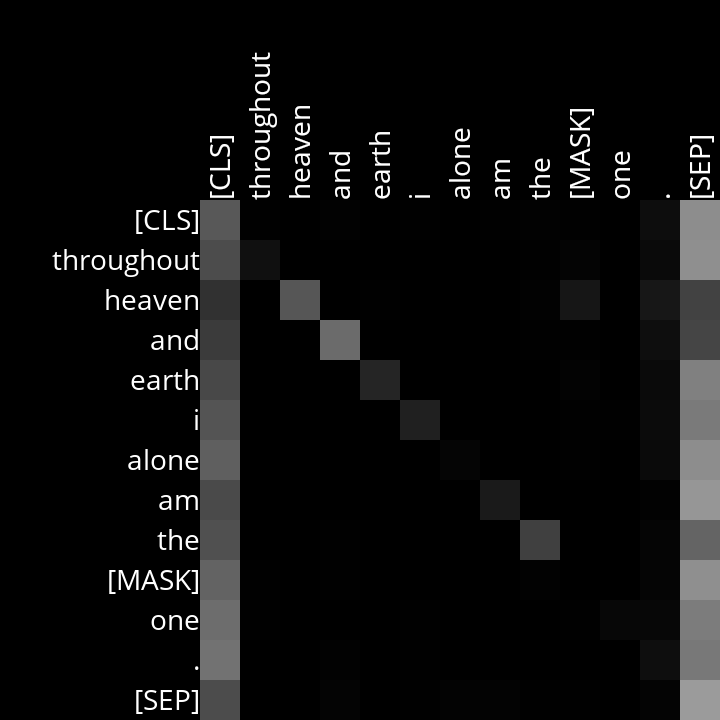 [CLS] throughout heaven and earth i alone am the [MASK] one . [SEP]
[CLS]
throughout
heaven
and
earth
i
alone
am
the
[MASK]
one
.
[SEP]